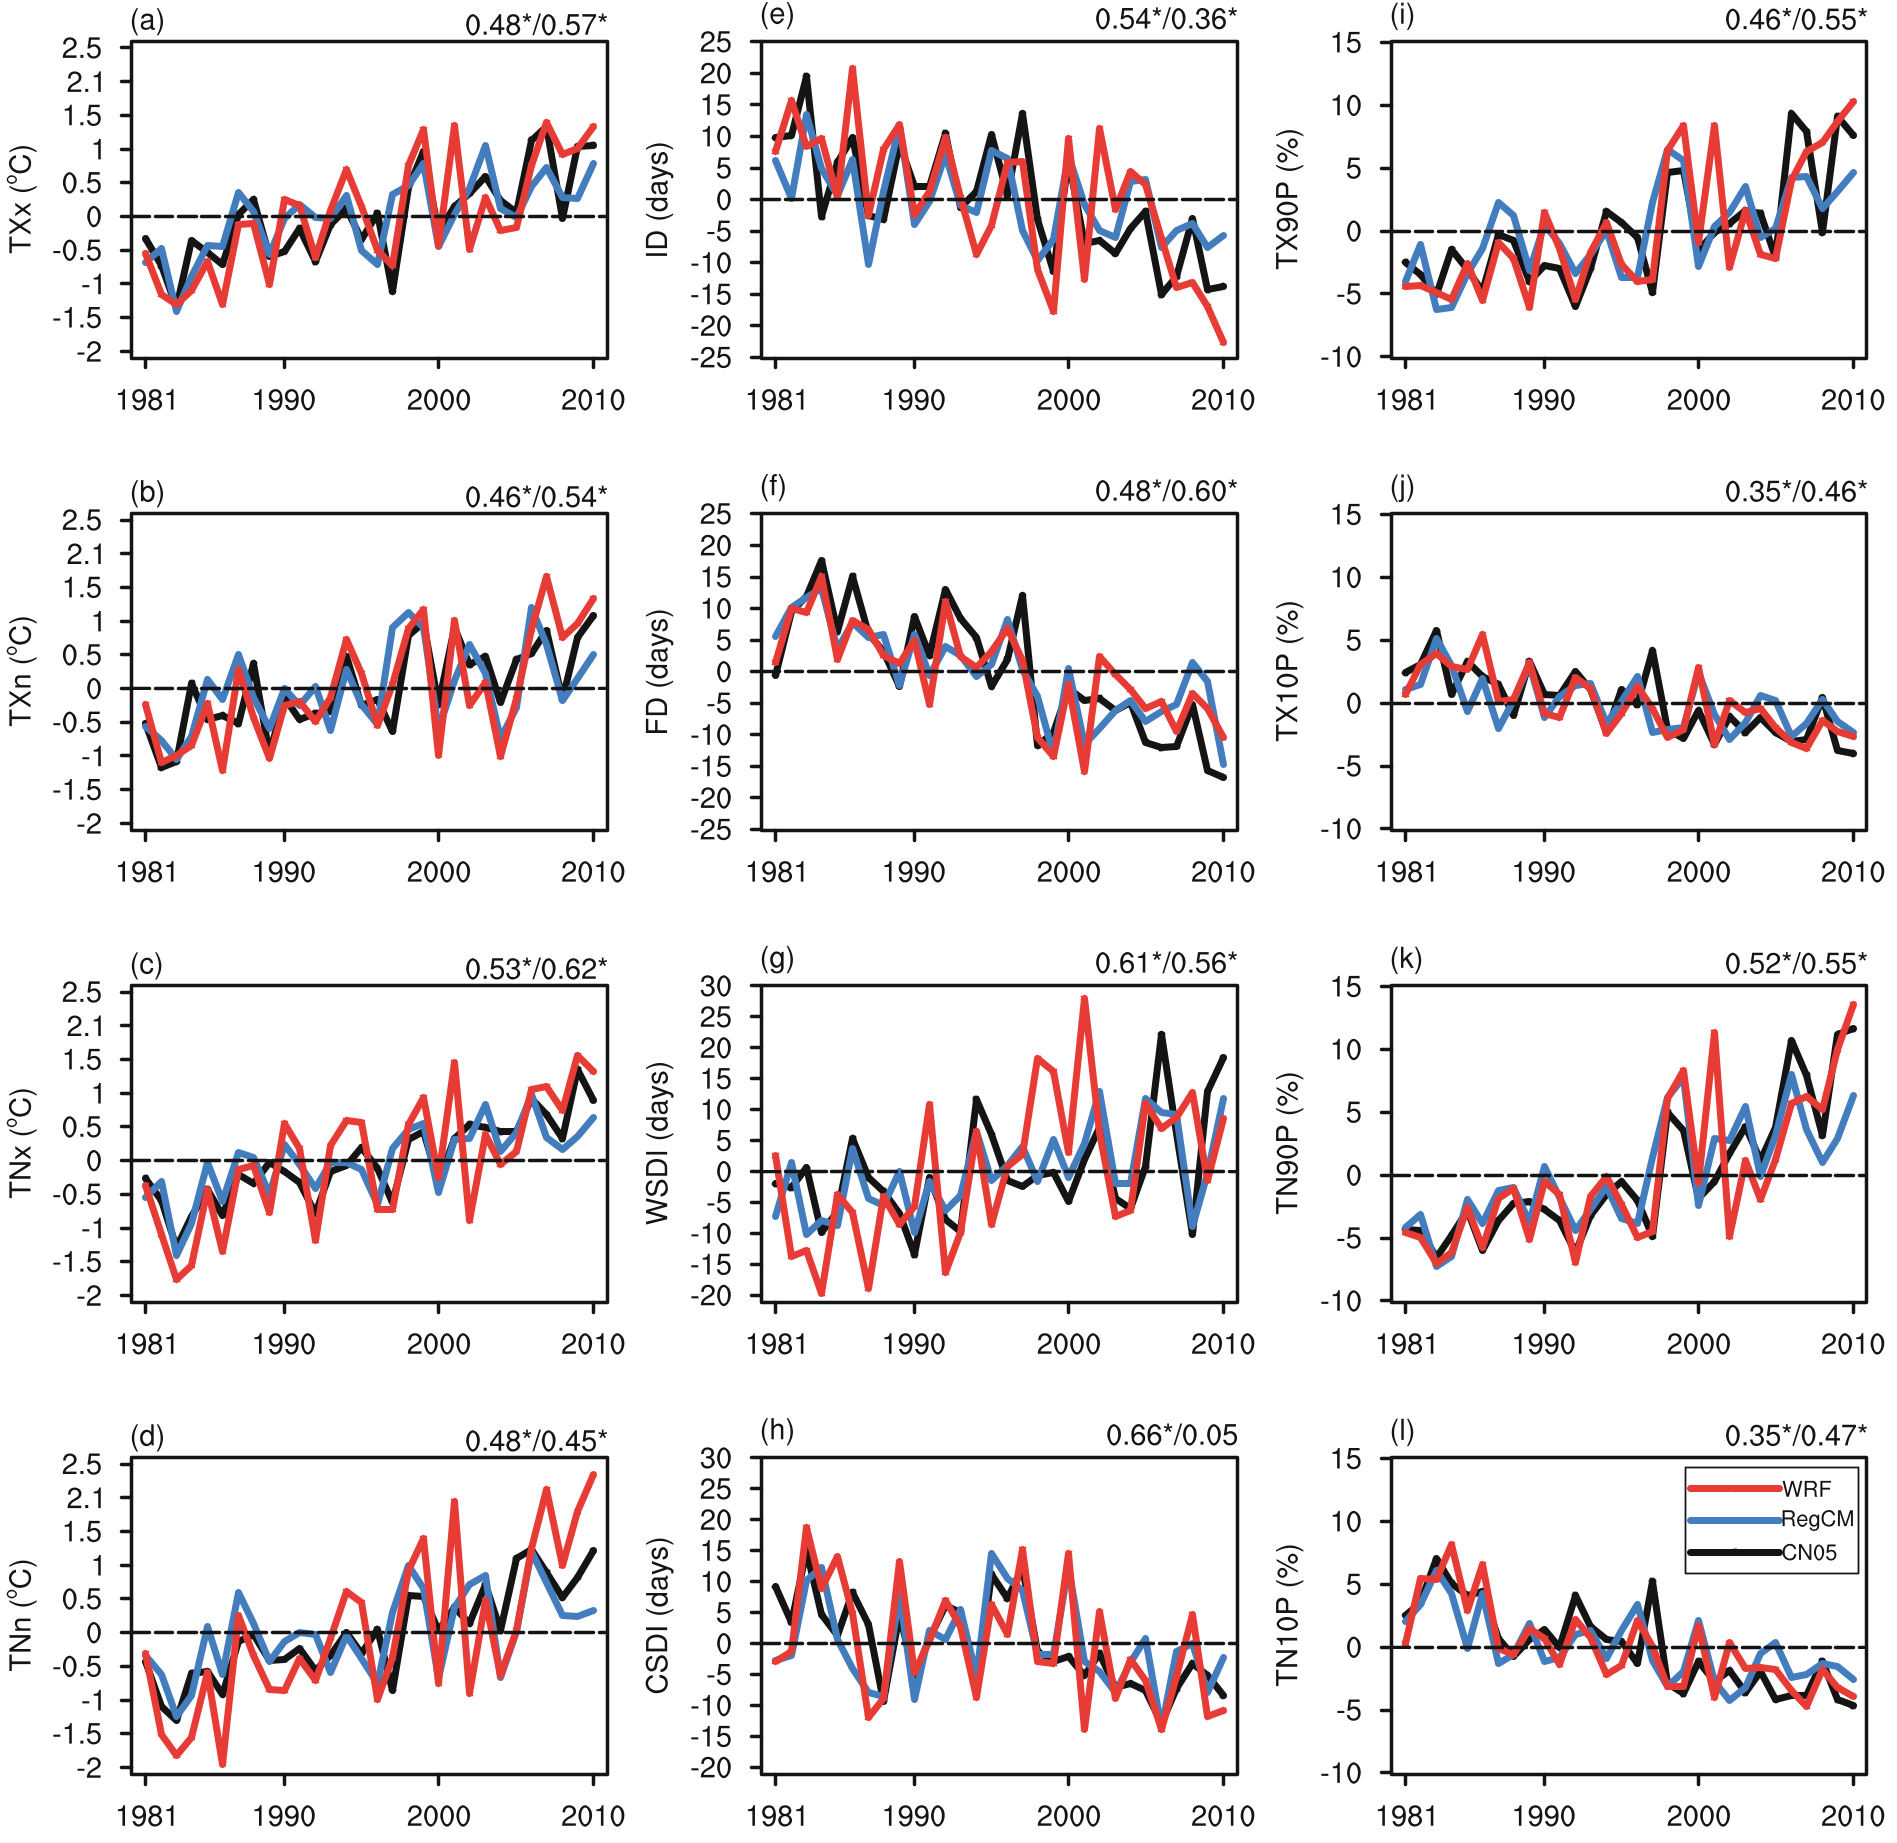 (a) 0.48*/0.57*
2.5
2.1
1.5
1
0.5
0
-0.5
-1
-1.5
-2
TXx (°C)
1981 1990 2000 2010
(e) 0.54*/0.36*
25
20
15
10
5
0
-5
-10
-15
-20
-25
ID (days)
1981 1990 2000 2010
(i) 0.46*/0.55*
15
10
5
0
-5
-10
TX90P (%)
1981 1990 2000 2010
(b) 0.46*/0.54*
2.5
2.1
1.5
1
0.5
0
-0.5
-1
-1.5
-2
TXn (°C)
1981 1990 2000 2010
(f) 0.48*/0.60*
25
20
15
10
5
0
-5
-10
-15
-20
-25
FD (days)
1981 1990 2000 2010
(j) 0.35*/0.46*
15
10
5
0
-5
-10
TX10P (%)
1981 1990 2000 2010
(c) 0.53*/0.62*
2.5
2.1
1.5
1
0.5
0
-0.5
-1
-1.5
-2
TNx (°C)
1981 1990 2000 2010
(g) 0.61*/0.56*
30
25
20
15
10
5
0
-5
-10
-15
-20
WSDI (days)
1981 1990 2000 2010
(k) 0.52*/0.55*
15
10
5
0
-5
-10
TN90P (%)
1981 1990 2000 2010
(d) 0.48*/0.45*
2.5
2.1
1.5
1
0.5
0
-0.5
-1
-1.5
-2
TNn (°C)
1981 1990 2000 2010
(h) 0.66*/0.05
30
25
20
15
10
5
0
-5
-10
-15
-20
CSDI (days)
1981 1990 2000 2010
(l) 0.35*/0.47*
15
10
5
0
-5
-10
TN10P (%)
WRF
RegCM
CN05
1981 1990 2000 2010